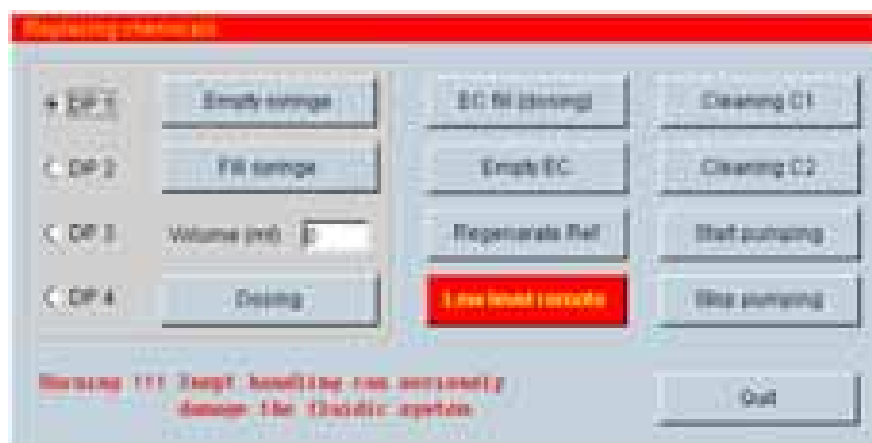 Replacing chemicals
DP 1
Empty syringe
EC fill (dosing)
Cleaning C1
DP 2
Fill syringe
Empty EC
Cleaning C2
DP 3
Volume (ml)
Regenerate Ref
Start pumping
DP 4
Dosing
Low level remote
Stop pumping
Warning !!! Inept handling can seriously
damage the fluidic system
Quit